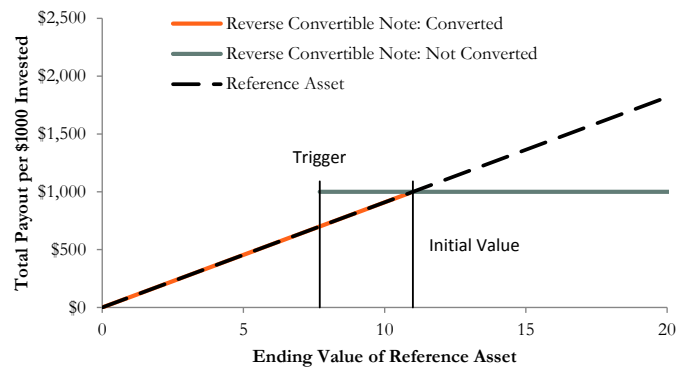 $2,500
$2,000
$1,500
$1,000
$500
$0
Total Payout per $1000 Invested
Reverse Convertible Note: Converted
Reverse Convertible Note: Not Converted
Reference Asset
Trigger
Initial Value
0 5 10 15 20
Ending Value of Reference Asset